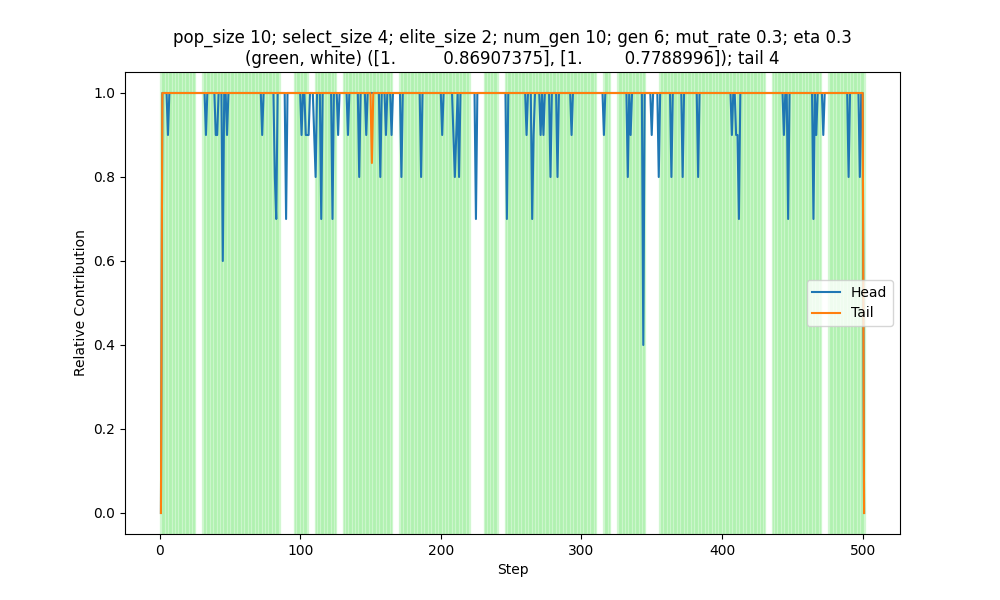 pop_size 10; select_size 4; elite_size 2; num_gen 10; gen 6; mut_rate 0.3; eta 0.3
(green, white) ([1. 0.86907375], [1. 0.7788996]); tail 4
1.0
0.8
0.6
0.4
0.2
0.0
Relative Contribution
Head
Tail
0 100 200 300 400 500
Step